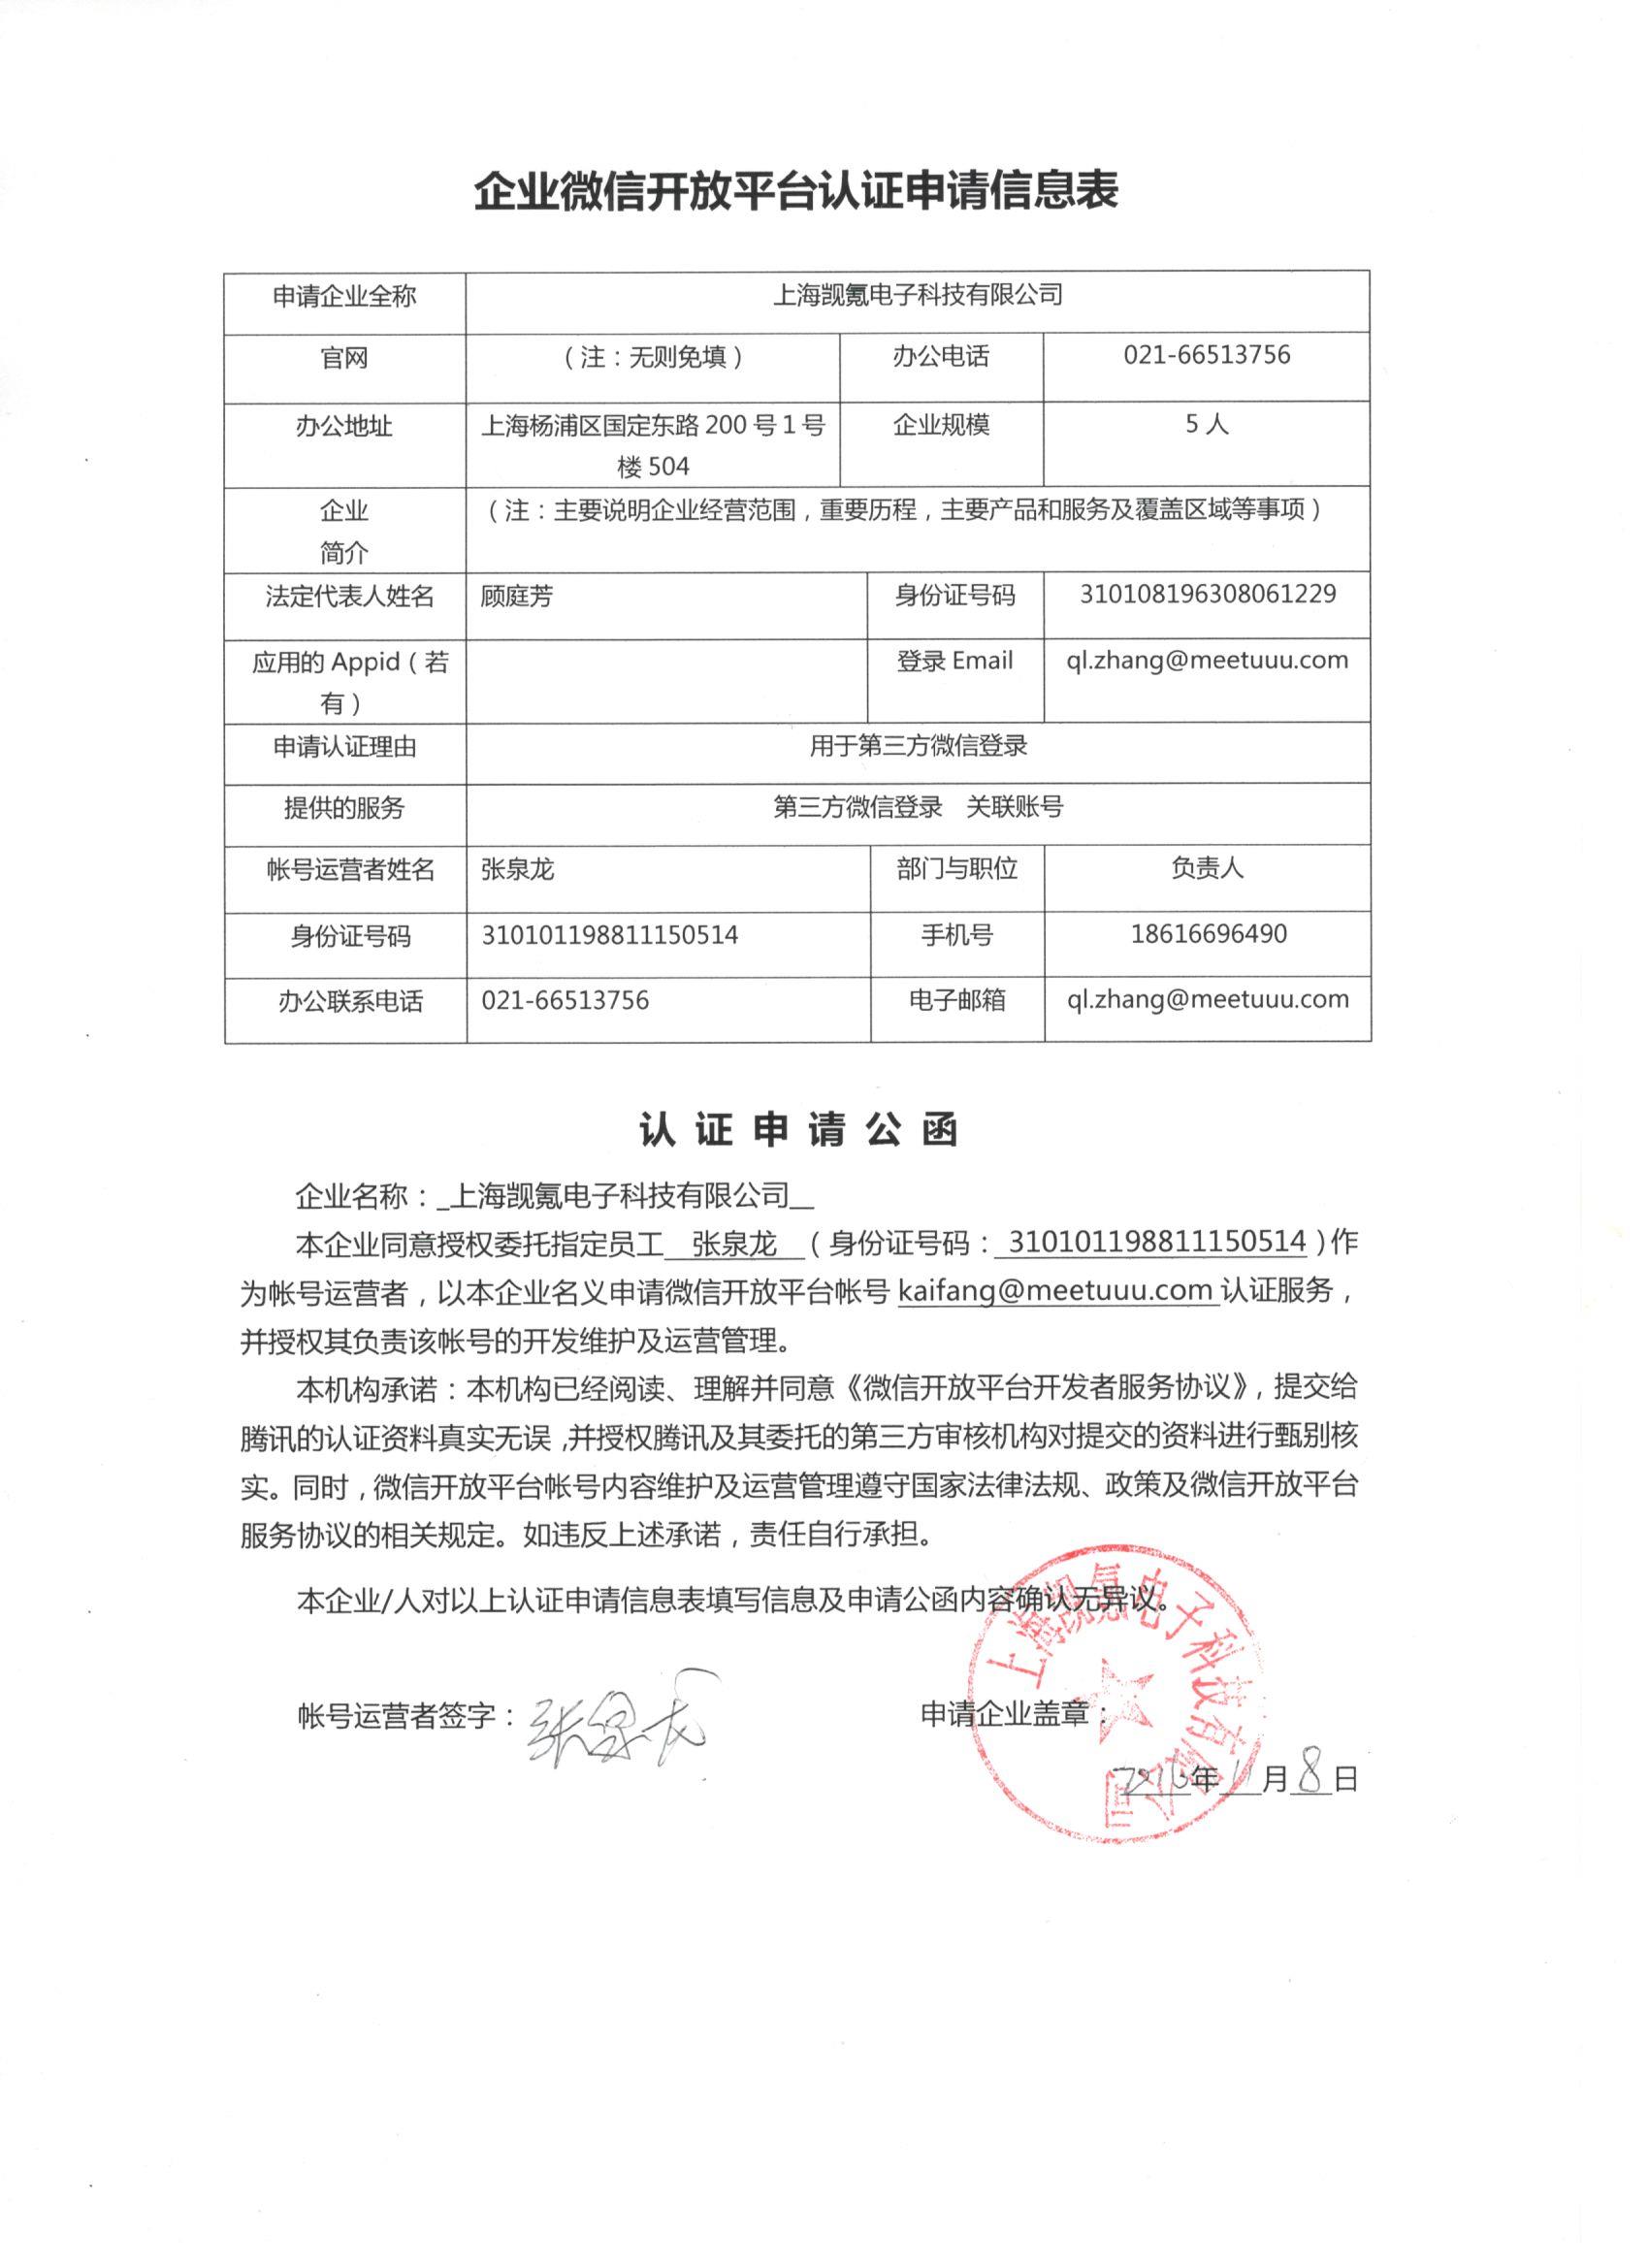 企业微信开放平台认证申请信息表
申请企业全称 上海觊氪电子科技有限公司
官网 （注：无则免填） 办公电话 021-66513756
办公地址 上海杨浦区国定东路 200 号 1 号
楼 504 企业规模 5 人
企业
简介 （注：主要说明企业经营范围，重要历程，主要产品和服务及覆盖区域等事项）
法定代表人姓名 顾庭芳 身份证号码 310108196308061229
应用的 Appid（若
有） 登录 Email ql.zhang@meetuuu.com
申请认证理由 用于第三方微信登录
提供的服务 第三方微信登录 关联账号
帐号运营者姓名 张泉龙 部门与职位 负责人
身份证号码 310101198811150514 手机号 18616696490
办公联系电话 021-66513756 电子邮箱 ql.zhang@meetuuu.com
认证申请公函
企业名称：_上海觊氪电子科技有限公司__
本企业同意授权委托指定员工 张泉龙 （身份证号码： 310101198811150514 ）作
为帐号运营者，以本企业名义申请微信开放平台帐号 kaifang@meetuuu.com 认证服务，
并授权其负责该帐号的开发维护及运营管理。
本机构承诺：本机构已经阅读、理解并同意《微信开放平台开发者服务协议》，提交给
腾讯的认证资料真实无误，并授权腾讯及其委托的第三方审核机构对提交的资料进行甄别核
实。同时，微信开放平台帐号内容维护及运营管理遵守国家法律法规、政策及微信开放平台
服务协议的相关规定。如违反上述承诺，责任自行承担。
本企业/人对以上认证申请信息表填写信息及申请公函内容确认无异议。
帐号运营者签字：张泉龙 申请企业盖章：
2016年11月8日
上海觊氪电子科技有限公司